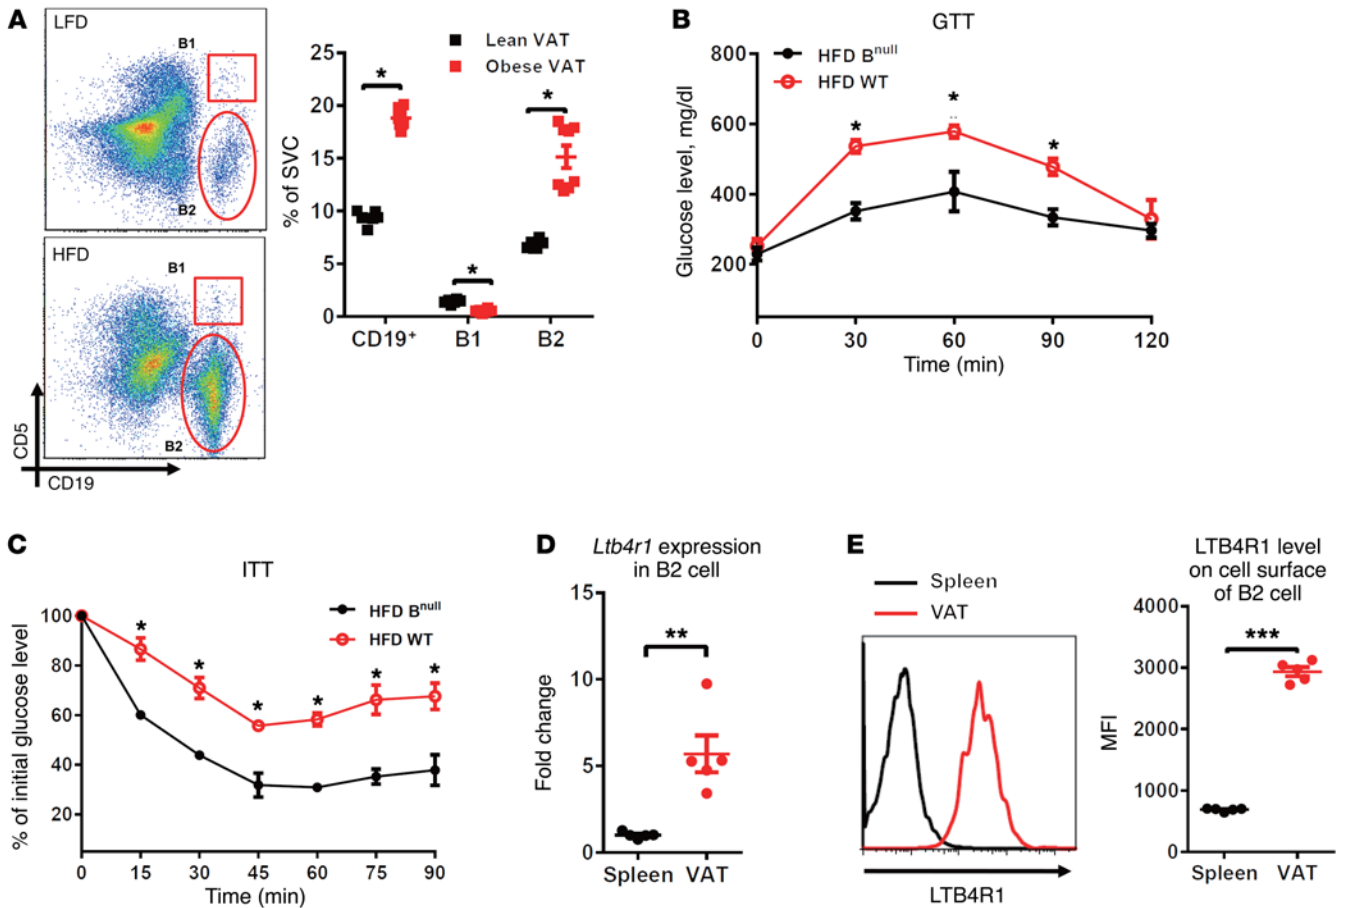 A
LFD
B1
B2
HFD
B1
B2
CD5
CD19
Lean VAT
Obese VAT
% of SVC
25
20
15
10
5
0
*
*
*
CD19+
B1
B2
B
GTT
HFD Bnull
HFD WT
Glucose level, mg/dl
800
600
400
200
*
*
*
0
30
60
90
120
Time (min)
C
ITT
HFD Bnull
HFD WT
% of initial glucose level
100
80
60
40
20
*
*
*
*
*
*
0
15
30
45
60
75
90
Time (min)
D
Ltb4r1 expression
in B2 cell
Fold change
15
10
5
0
**
Spleen
VAT
E
Spleen
VAT
LTB4R1
LTB4R1 level
on cell surface
of B2 cell
MFI
4000
3000
2000
1000
0
***
Spleen
VAT